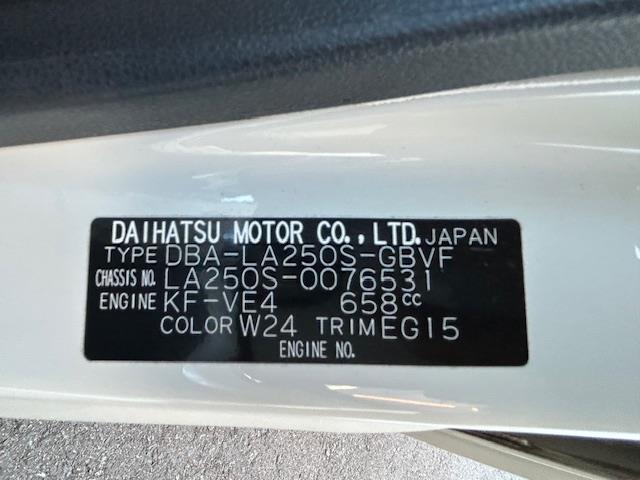 DAIHATSU MOTOR CO., LTD. JAPAN
TYPE DBA-LA250S-GBVF
CHASSIS NO. LA250S-0076531
ENGINE KF-VE4 658cc
COLOR W24 TRIM EG15
ENGINE NO.